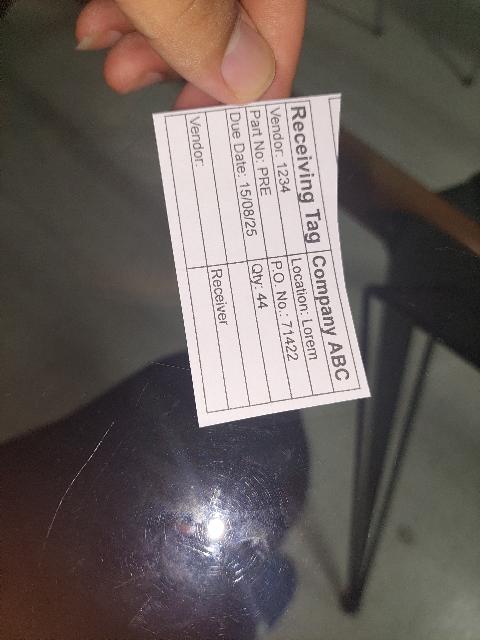 Receiving Tag Company ABC
Vendor: 1234 Location: Lorem
Part No: PRE P.O. No.: 71422
Due Date: 15/08/25 Qty: 44
Vendor: Receiver